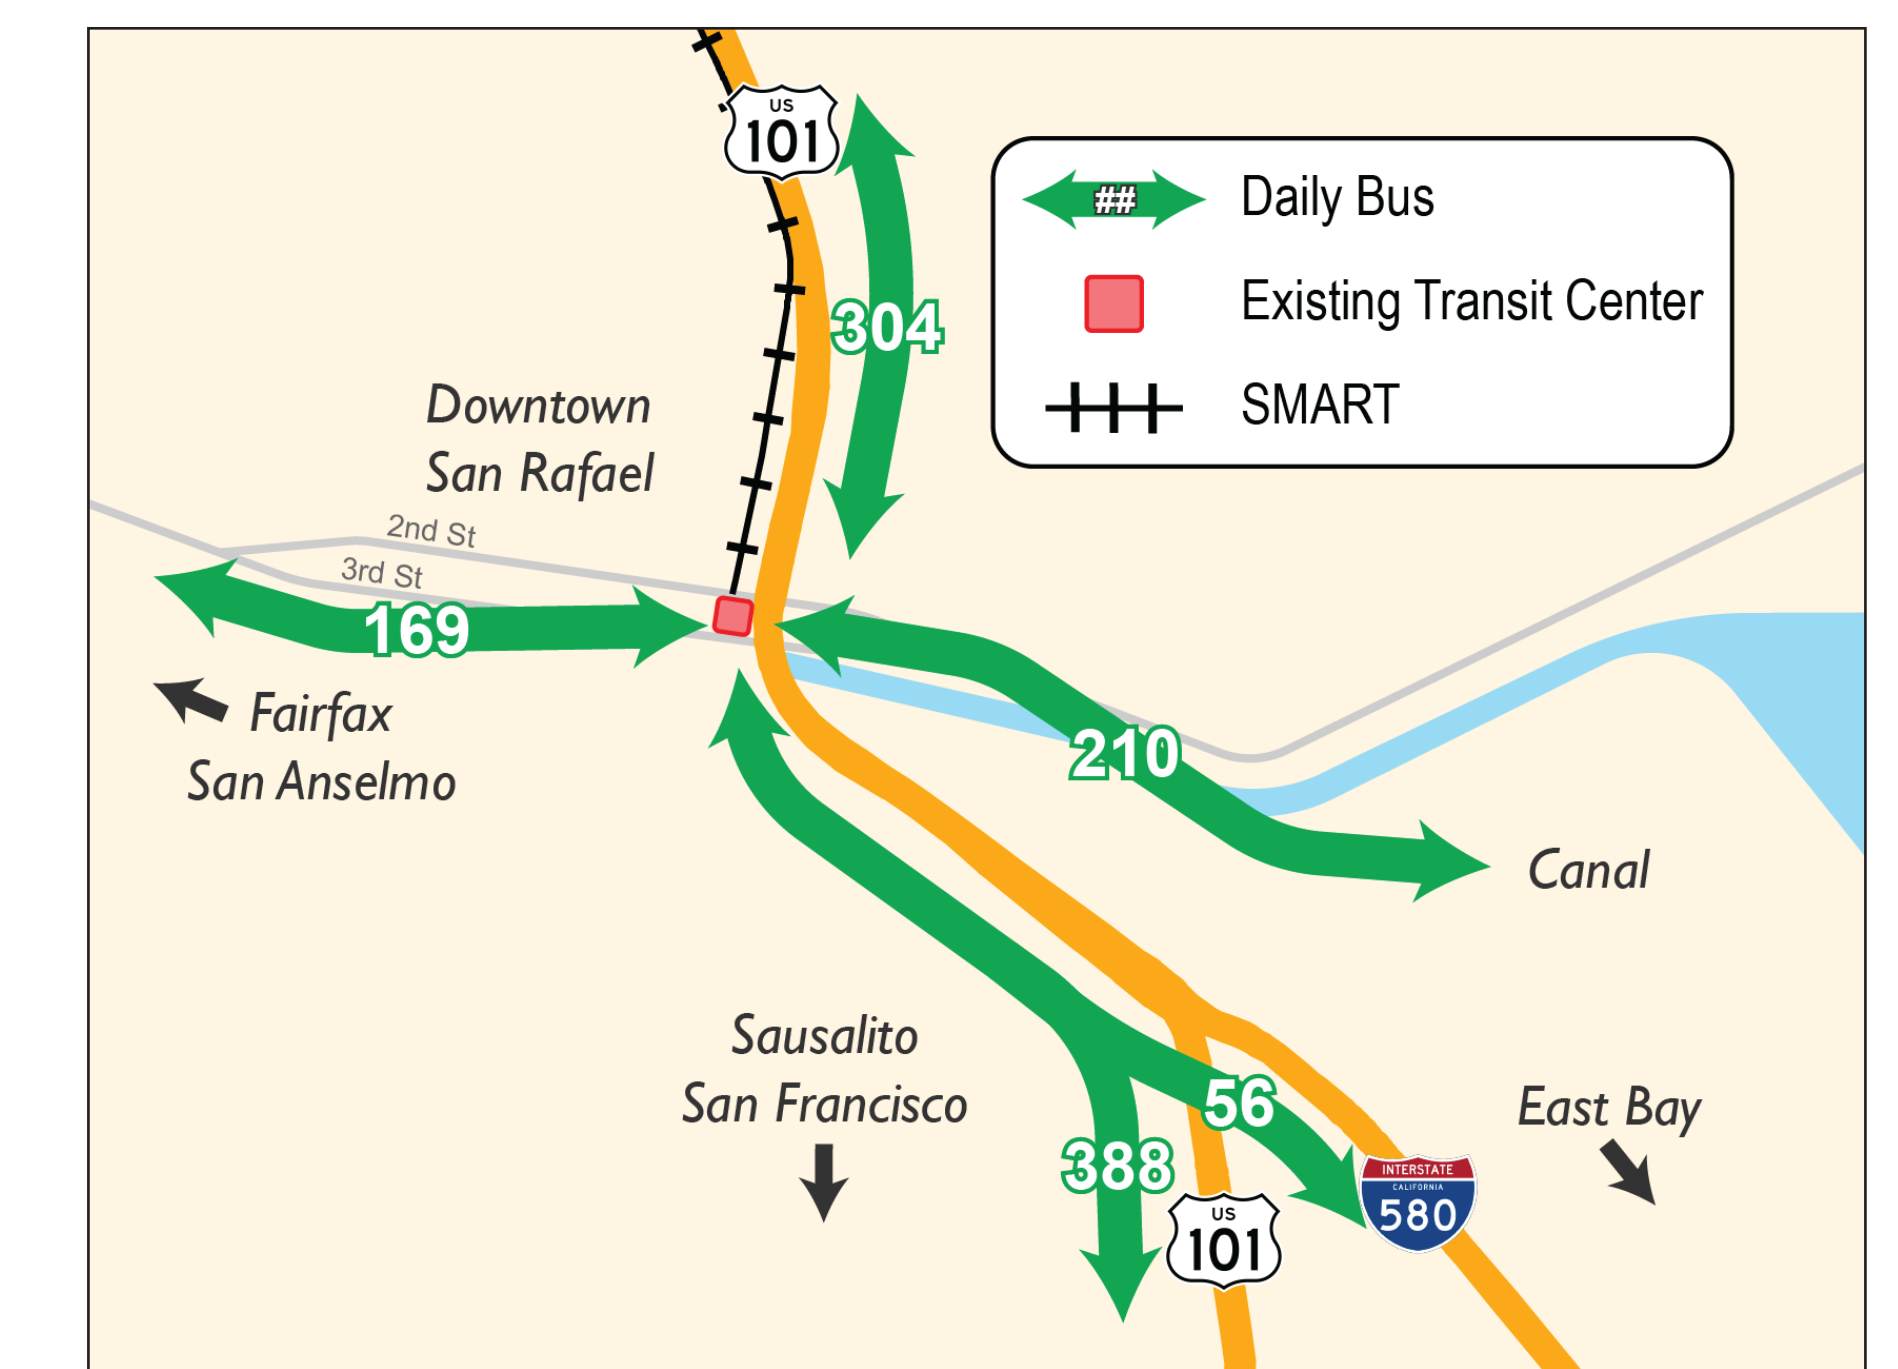 US
101
##
Daily Bus
Existing Transit Center
304
SMART
Downtown
San Rafael
2nd St
3rd St
169
Fairfax
San Anselmo
210
Canal
Sausalito
San Francisco
56
East Bay
388
INTERSTATE
CALIFORNIA
580
US
101